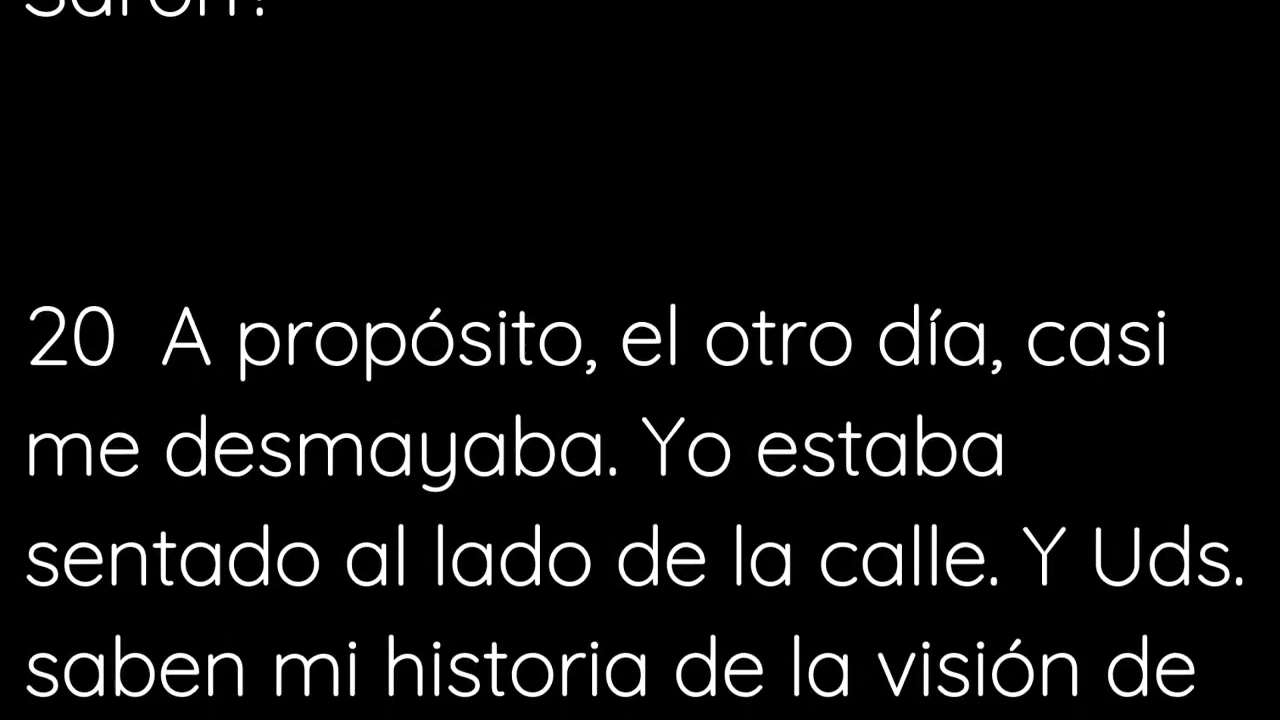 20 A propósito, el otro día, casi
me desmayaba. Yo estaba
sentado al lado de la calle. Y Uds.
saben mi historia de la visión de